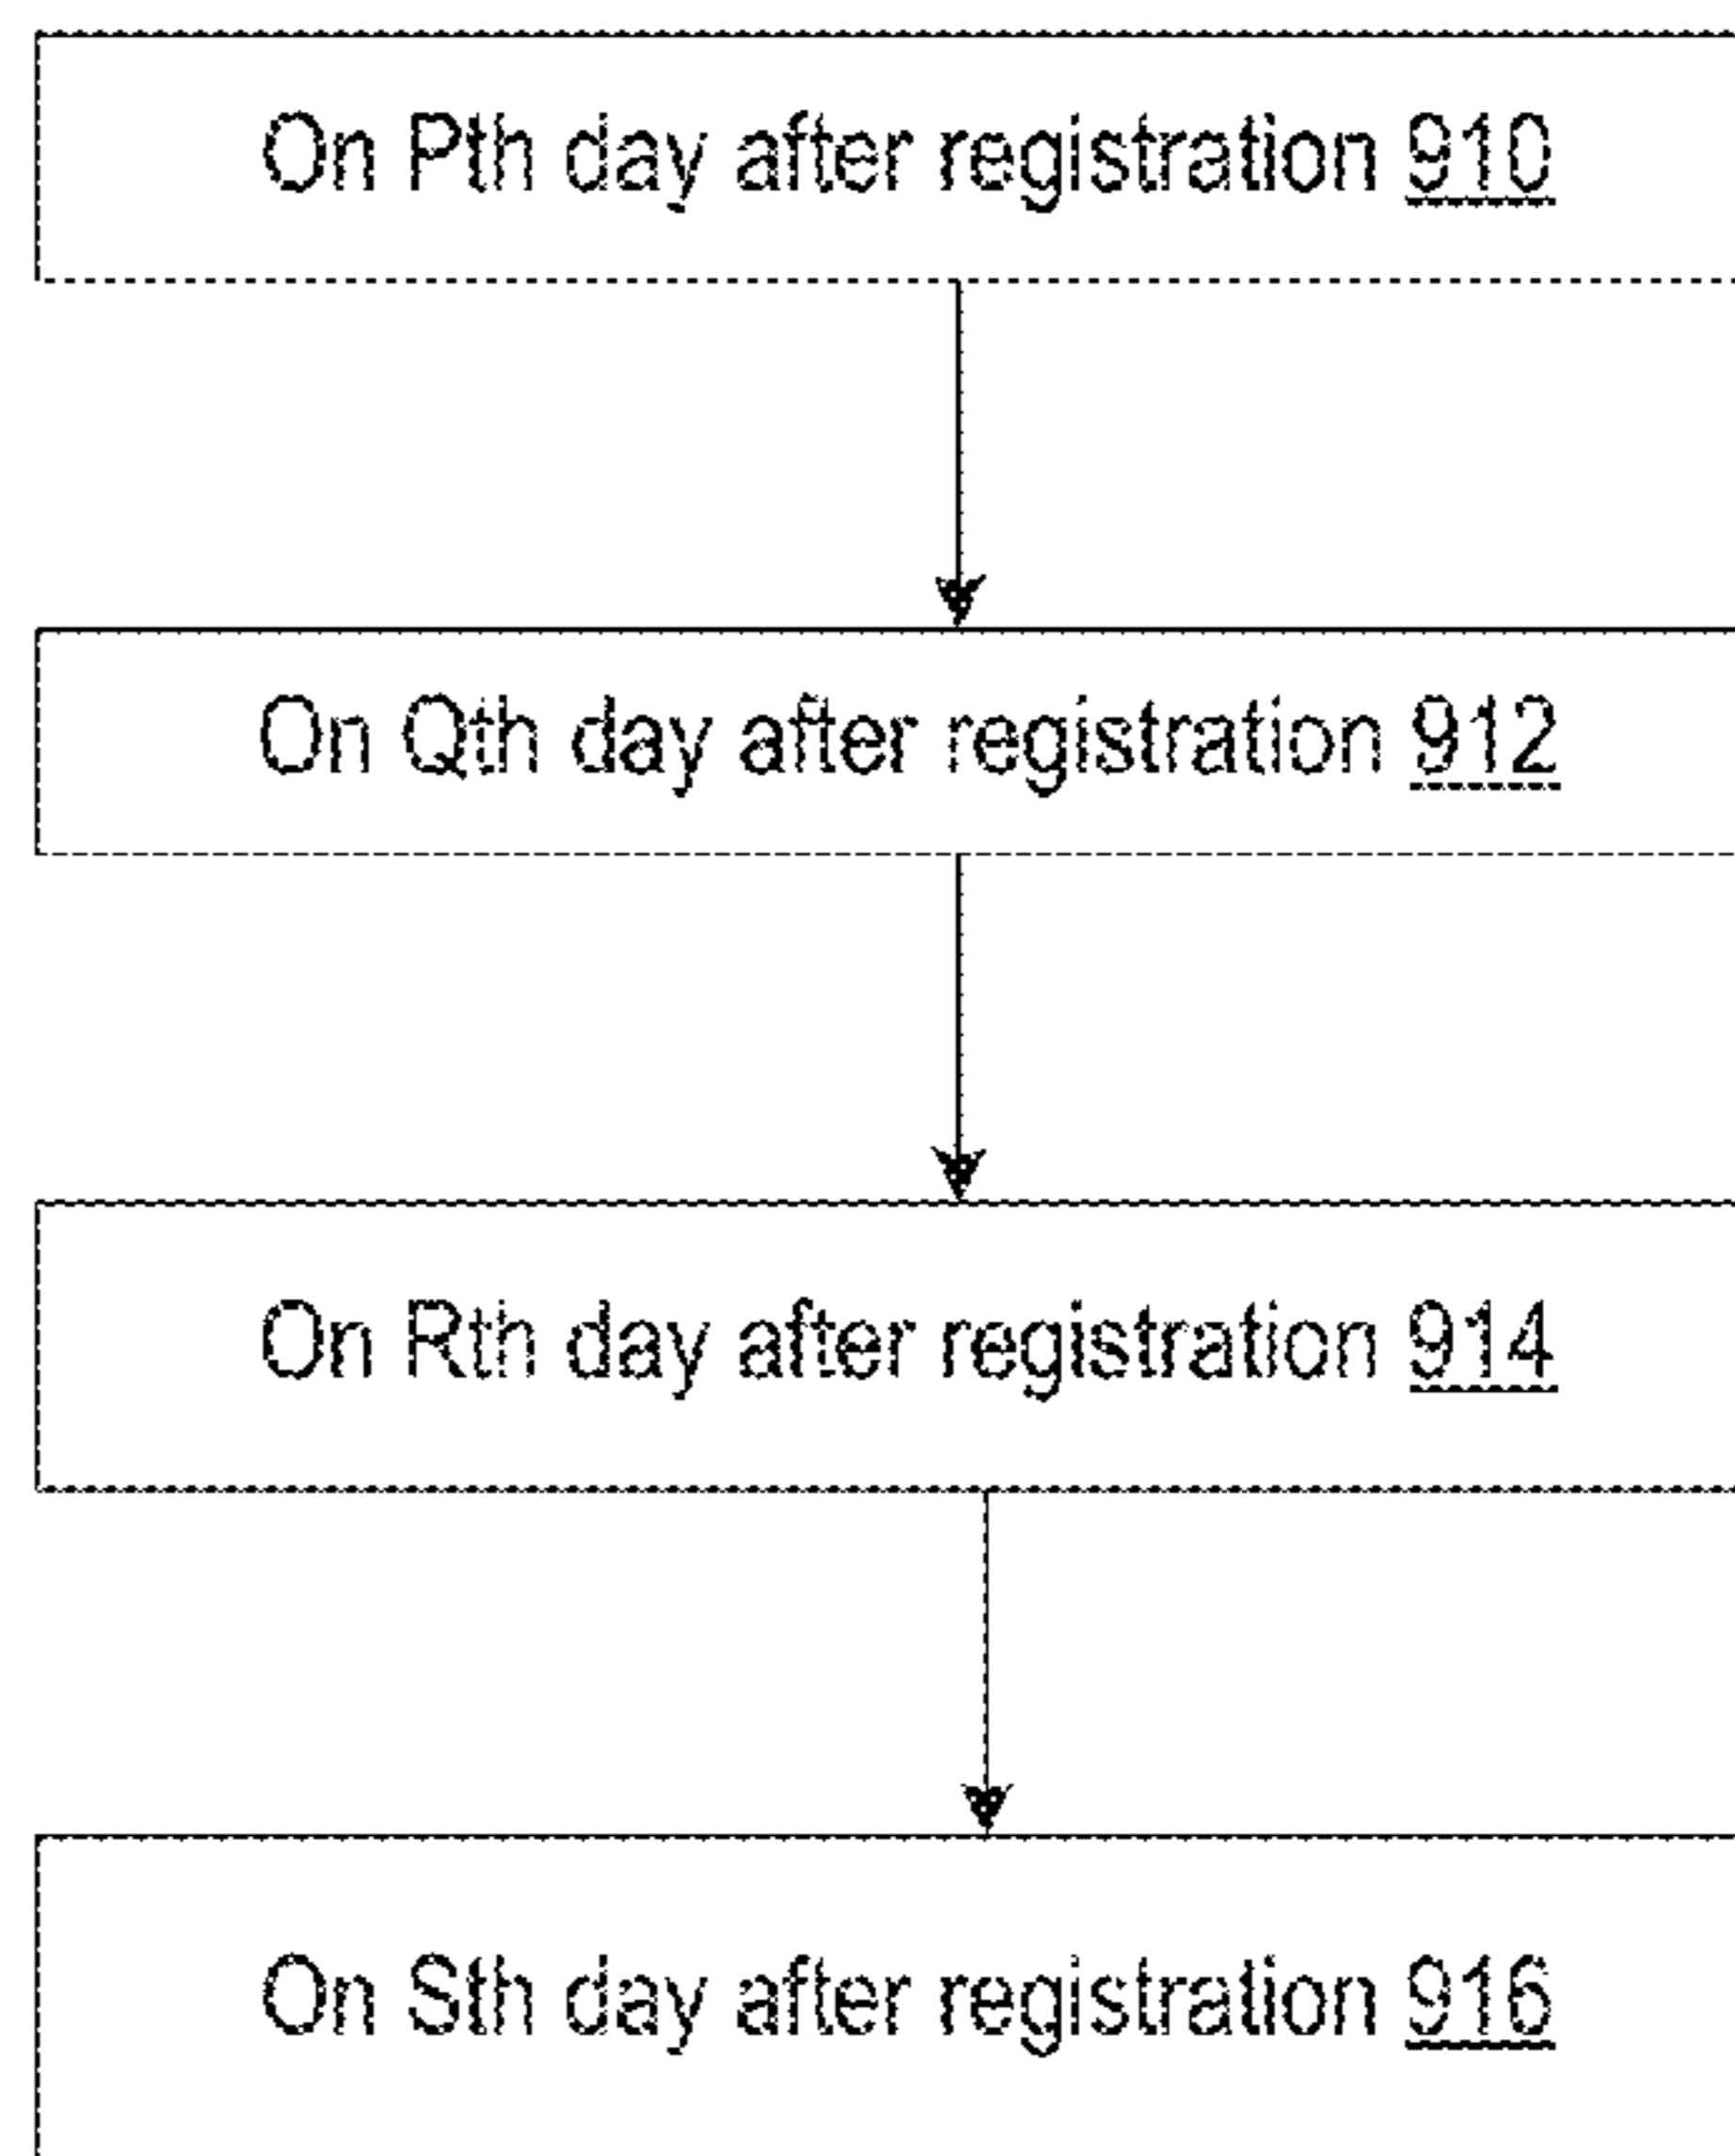 On Pth day after registration 910
On Qth day after registration 912
On Rth day after registration 914
On Sth day after registration 916